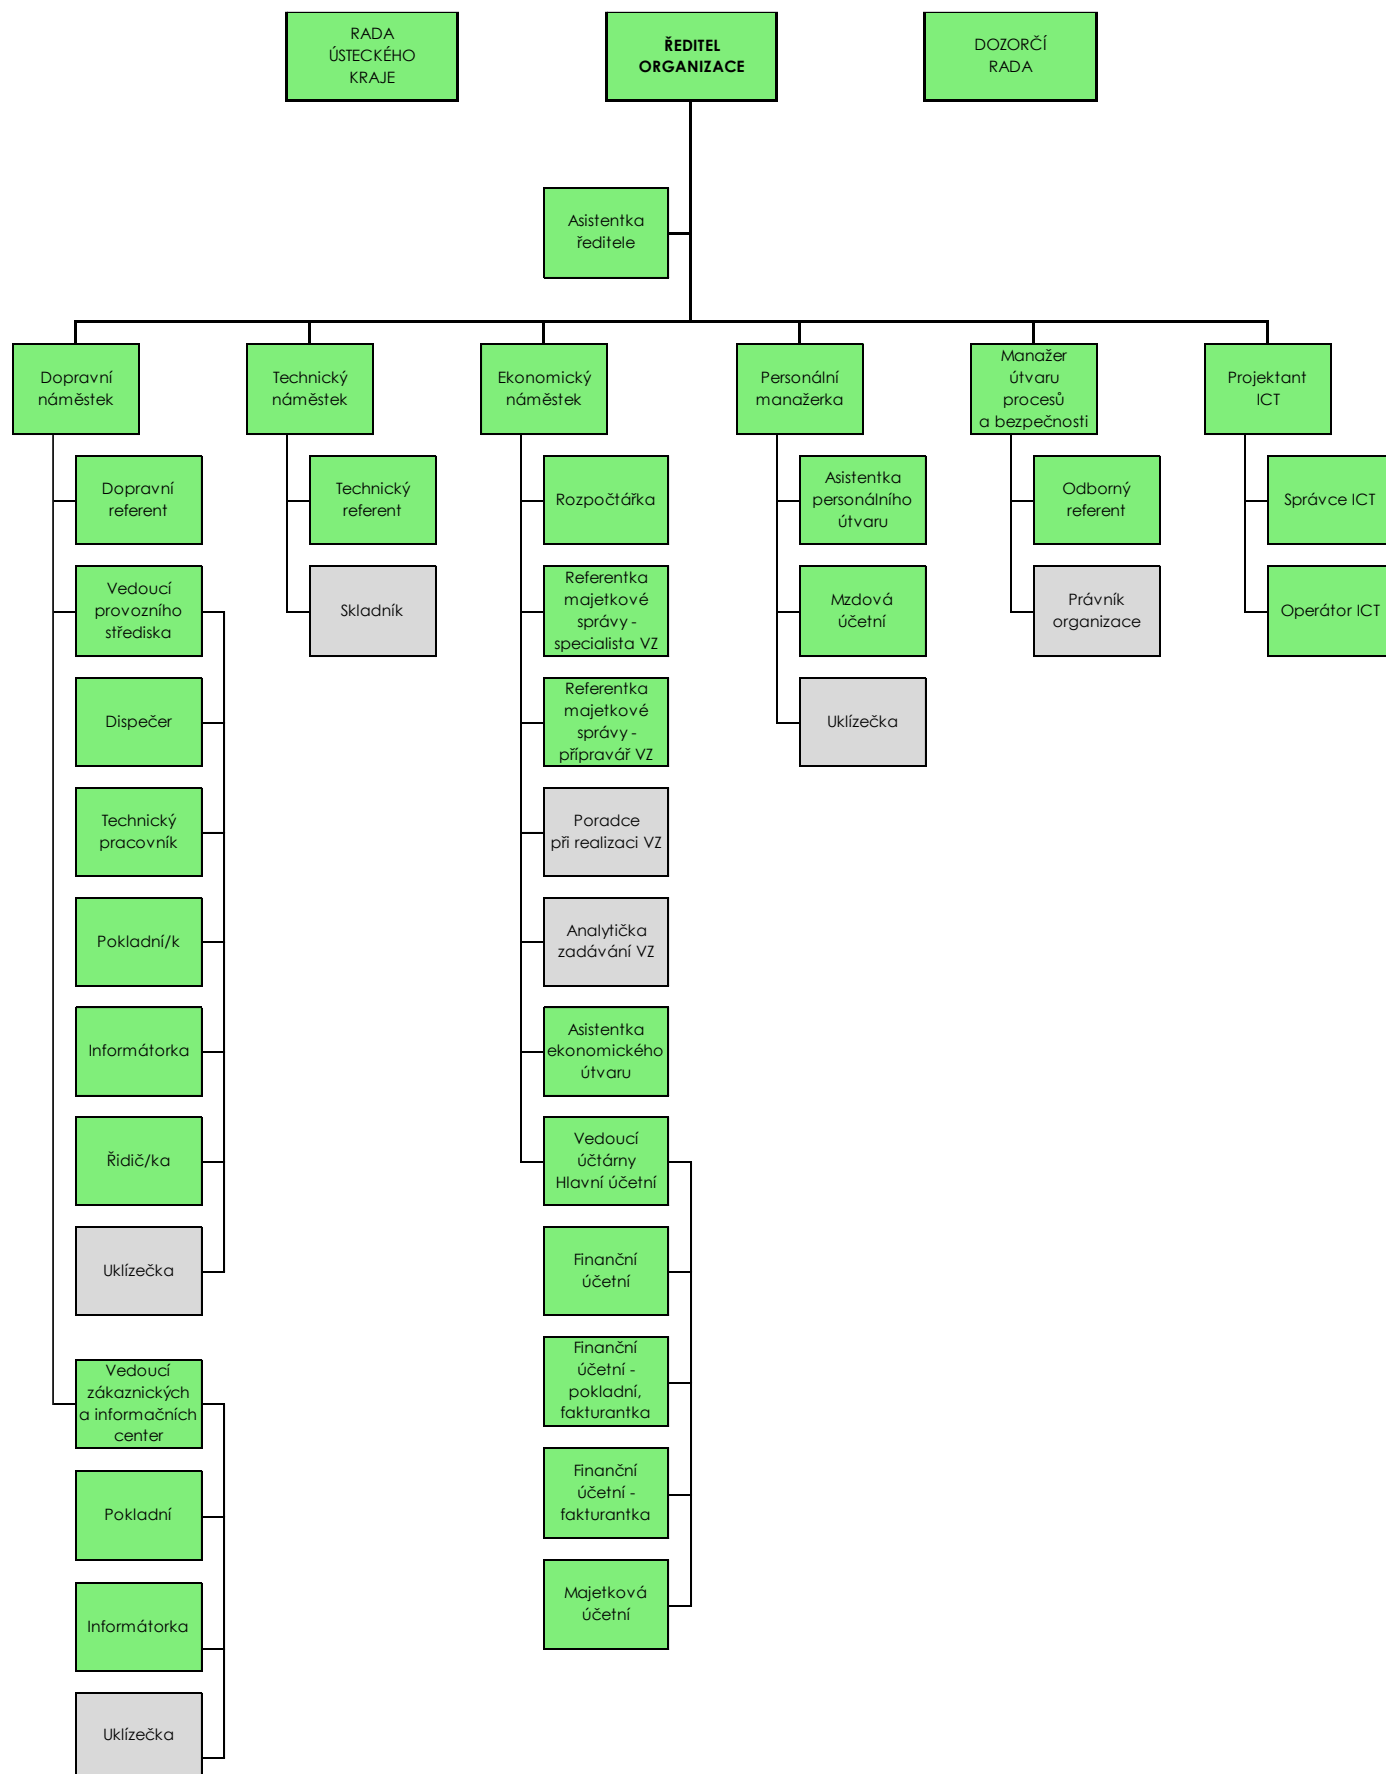 RADA
ÚSTECKÉHO
KRAJE
ŘEDITEL
ORGANIZACE
DOZORČÍ
RADA
Asistentka
ředitele
Dopravní
náměstek
Technický
náměstek
Ekonomický
náměstek
Personální
manažerka
Manažer
útvaru
procesů
a bezpečnosti
Projektant
ICT
Dopravní
referent
Technický
referent
Rozpočtářka
Asistentka
personálního
útvaru
Odborný
referent
Správce ICT
Vedoucí
provozního
střediska
Skladník
Referentka
majetkové
správy -
specialista VZ
Mzdová
účetní
Právník
organizace
Operátor ICT
Dispečer
Referentka
majetkové
správy -
přípravář VZ
Uklízečka
Technický
pracovník
Poradce
při realizaci VZ
Pokladní/k
Analytička
zadávání VZ
Informátorka
Asistentka
ekonomického
útvaru
Řidič/ka
Vedoucí
účtárny
Hlavní účetní
Uklízečka
Finanční
účetní
Vedoucí
zákaznických
a informačních
center
Finanční
účetní -
pokladní,
fakturantka
Pokladní
Finanční
účetní -
fakturantka
Informátorka
Majetková
účetní
Uklízečka